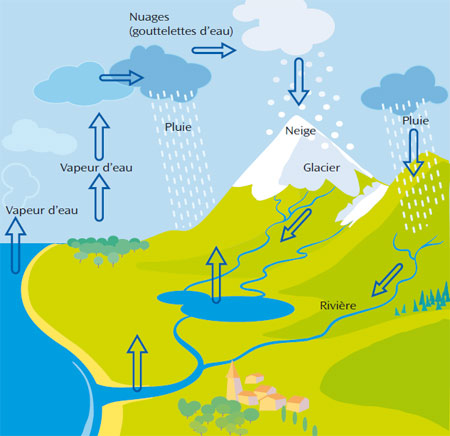 Nuages
(gouttelettes d'eau)
Pluie
Neige
Pluie
Glacier
Vapeur d'eau
Vapeur d'eau
Rivière